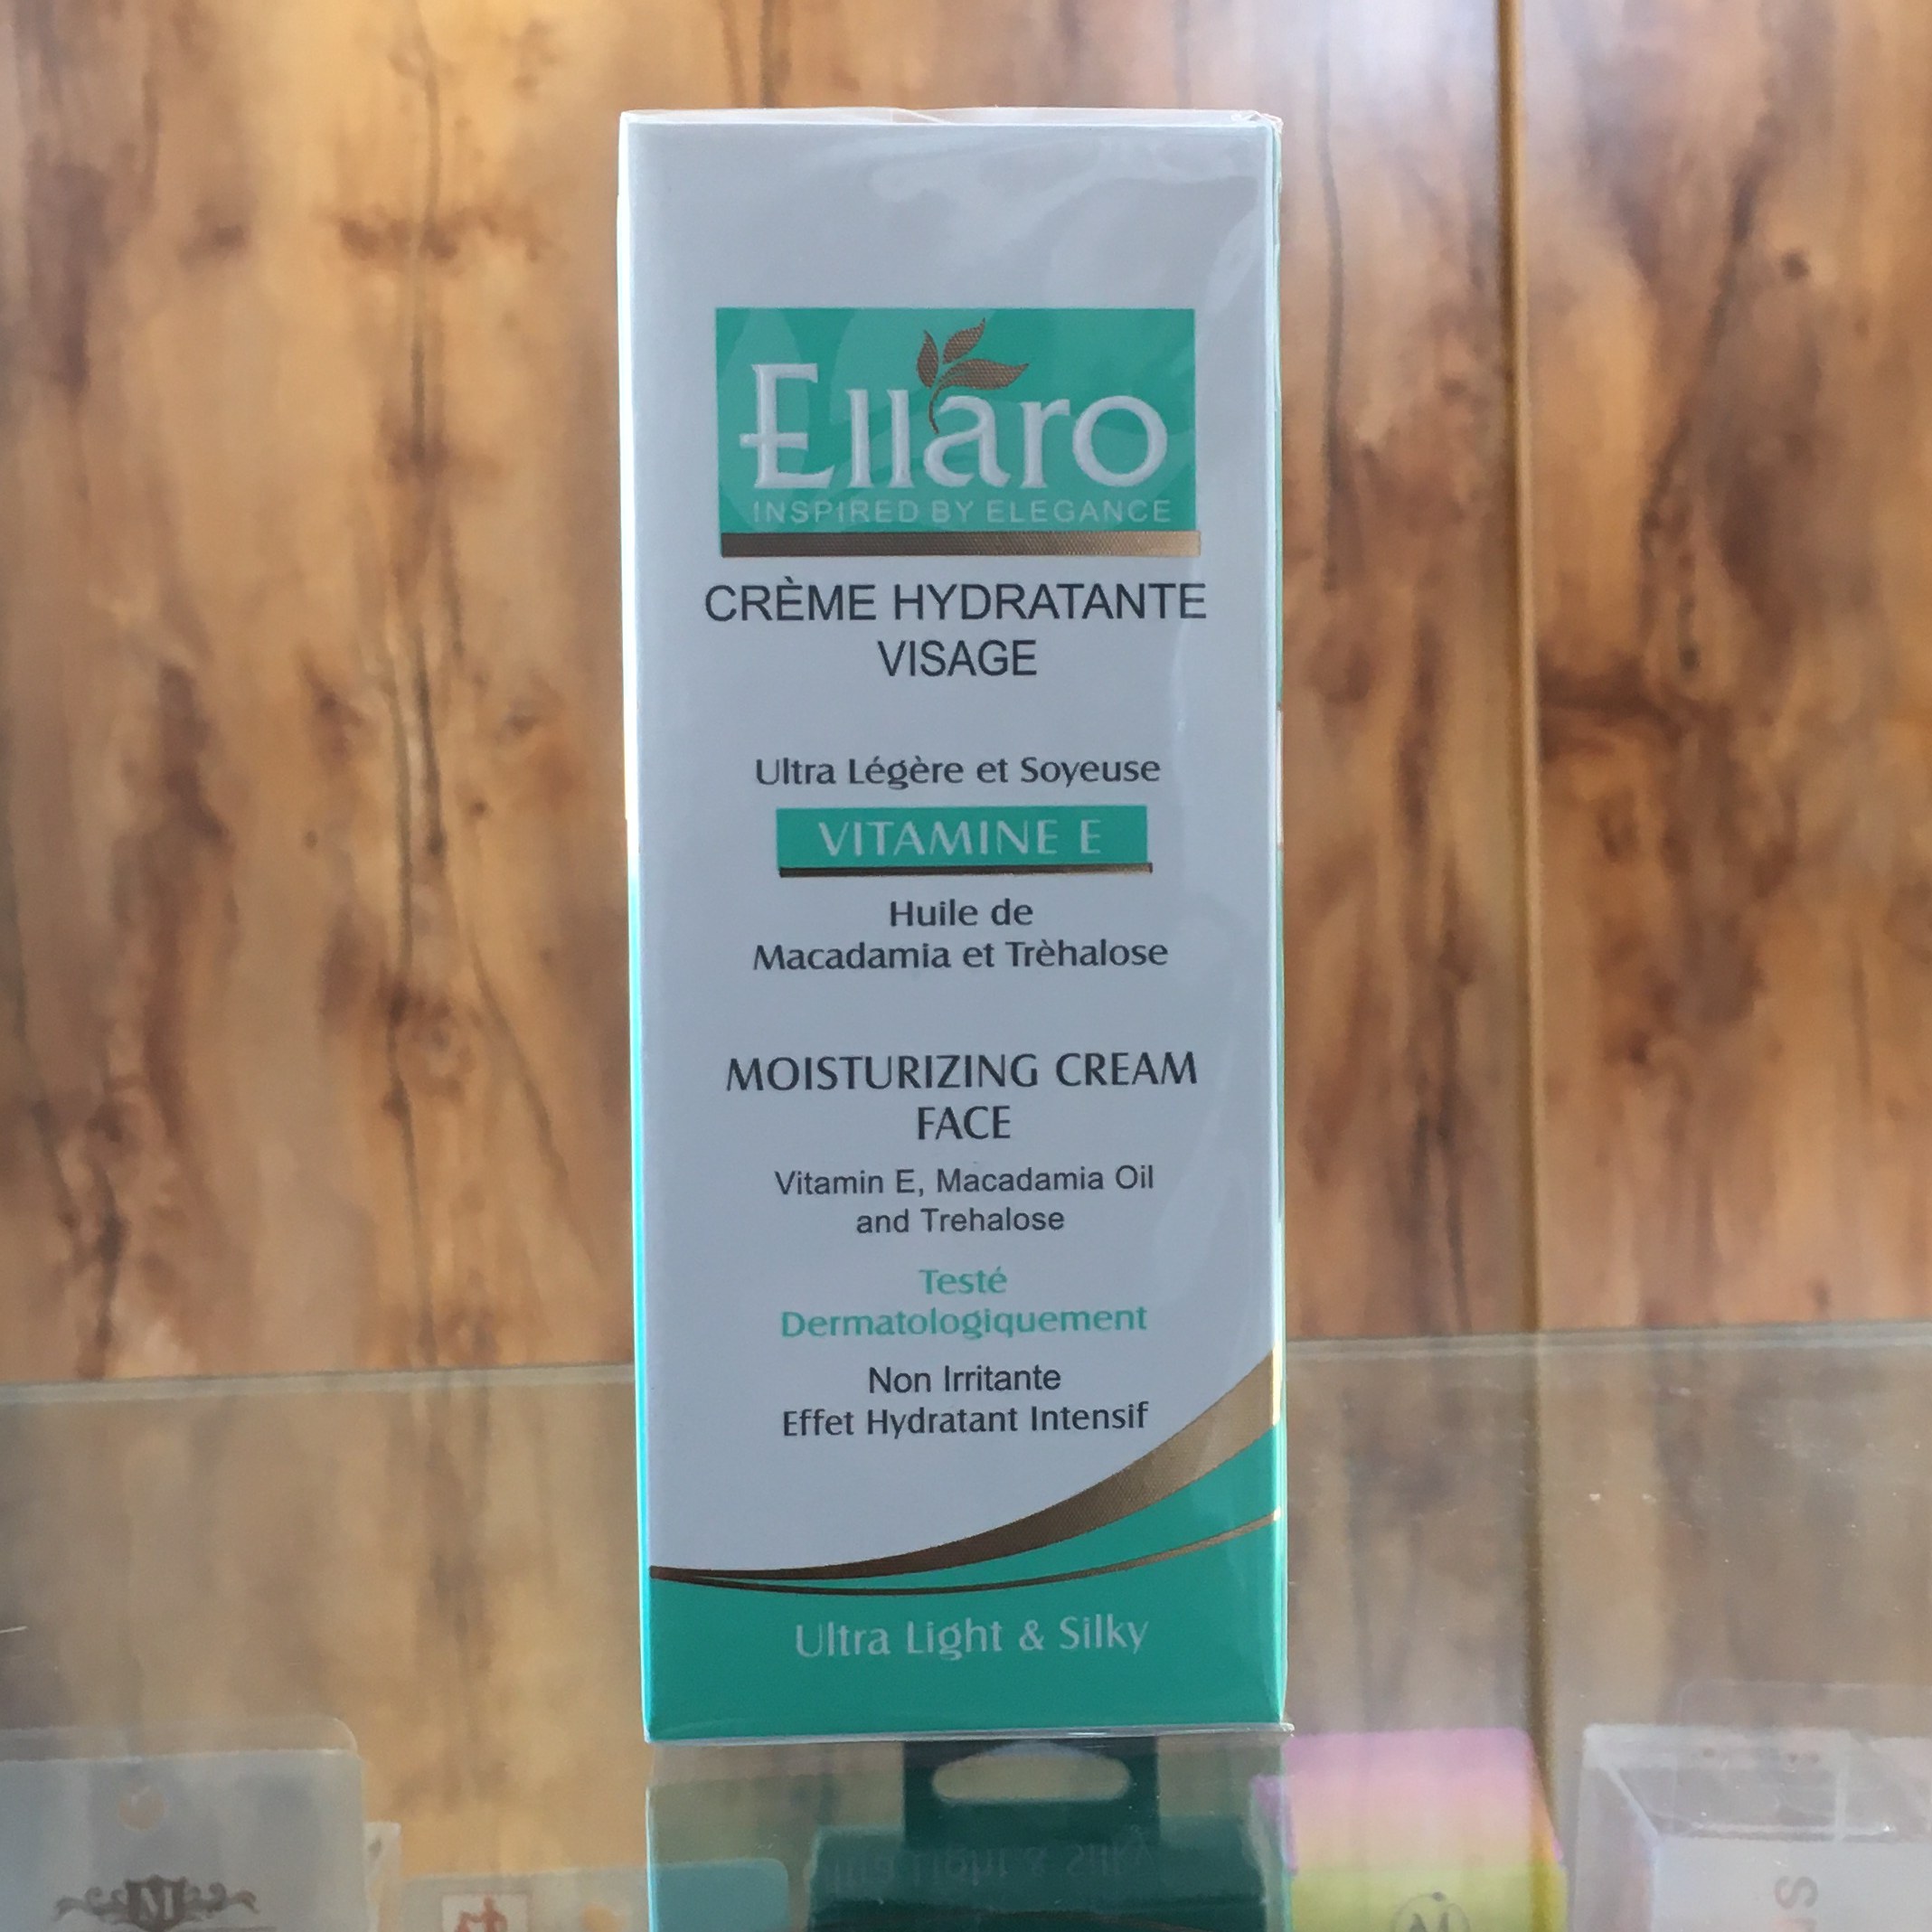 Ellaro
INSPIRED BY ELEGANCE
CRÈME HYDRATANTE
VISAGE
Ultra Légère et Soyeuse
VITAMINE E
Huile de
Macadamia et Trèhalose
MOISTURIZING CREAM
FACE
Vitamin E, Macadamia Oil
and Trehalose
Testé
Dermatologiquement
Non Irritante
Effet Hydratant Intensif
Ultra Light & Silky
M